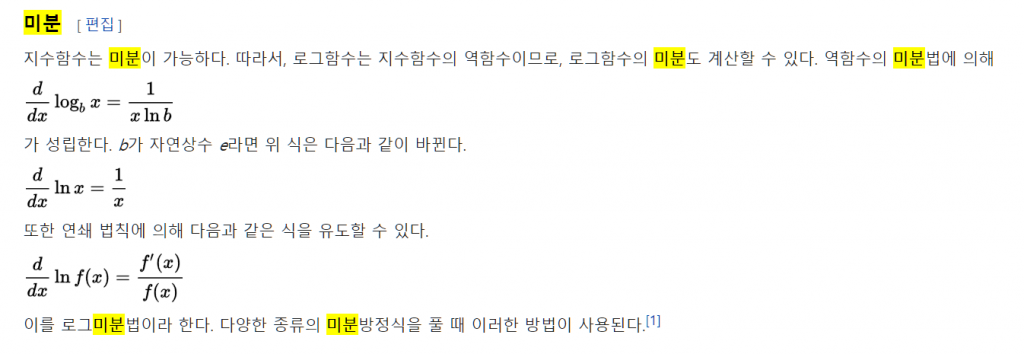 미분 [편집]
지수함수는 미분이 가능하다. 따라서, 로그함수는 지수함수의 역함수이므로, 로그함수의 미분도 계산할 수 있다. 역함수의 미분법에 의해
d/dx log_b x = 1/(x ln b)
가 성립한다. b가 자연상수 e라면 위 식은 다음과 같이 바뀐다.
d/dx ln x = 1/x
또한 연쇄 법칙에 의해 다음과 같은 식을 유도할 수 있다.
d/dx ln f(x) = f′(x)/f(x)
이를 로그미분법이라 한다. 다양한 종류의 미분방정식을 풀 때 이러한 방법이 사용된다.[1]